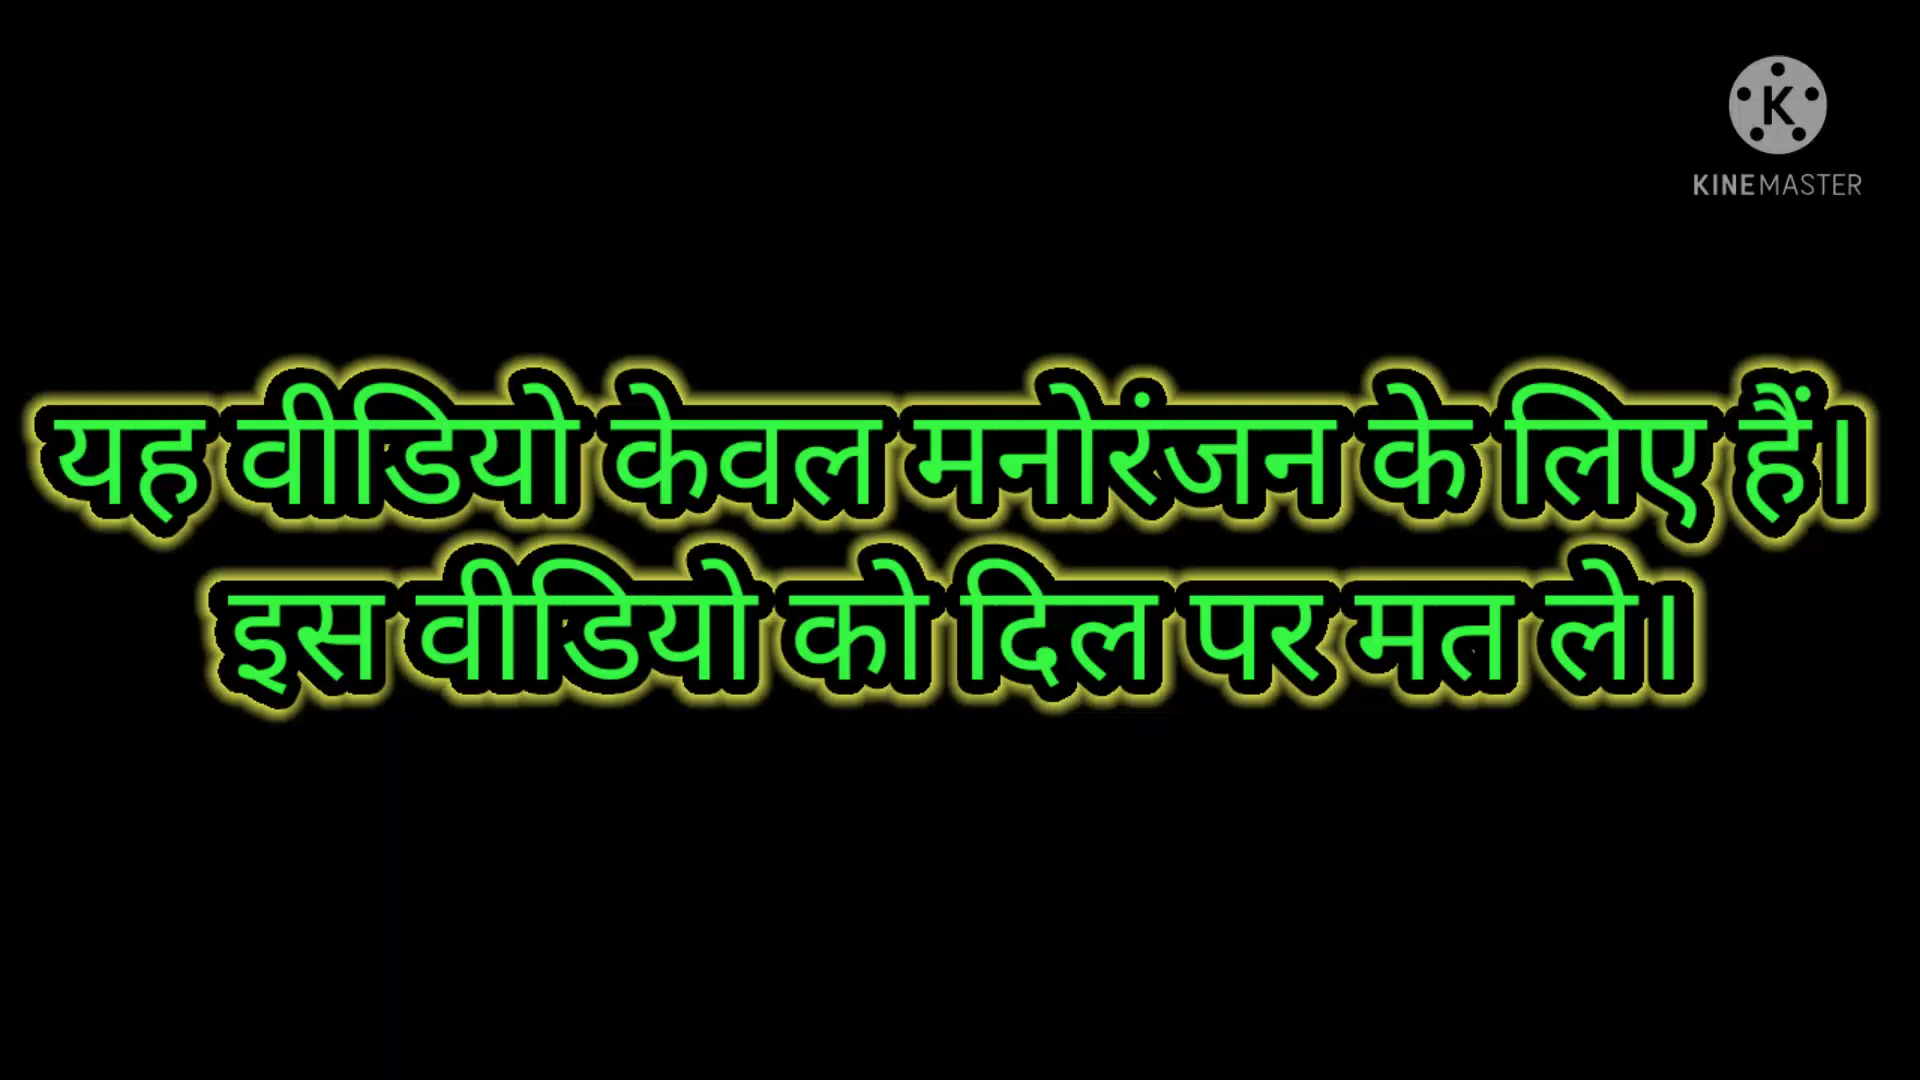 K
KINEMASTER
यह वीडियो केवल मनोरंजन के लिए हैं।
इस वीडियो को दिल पर मत ले।